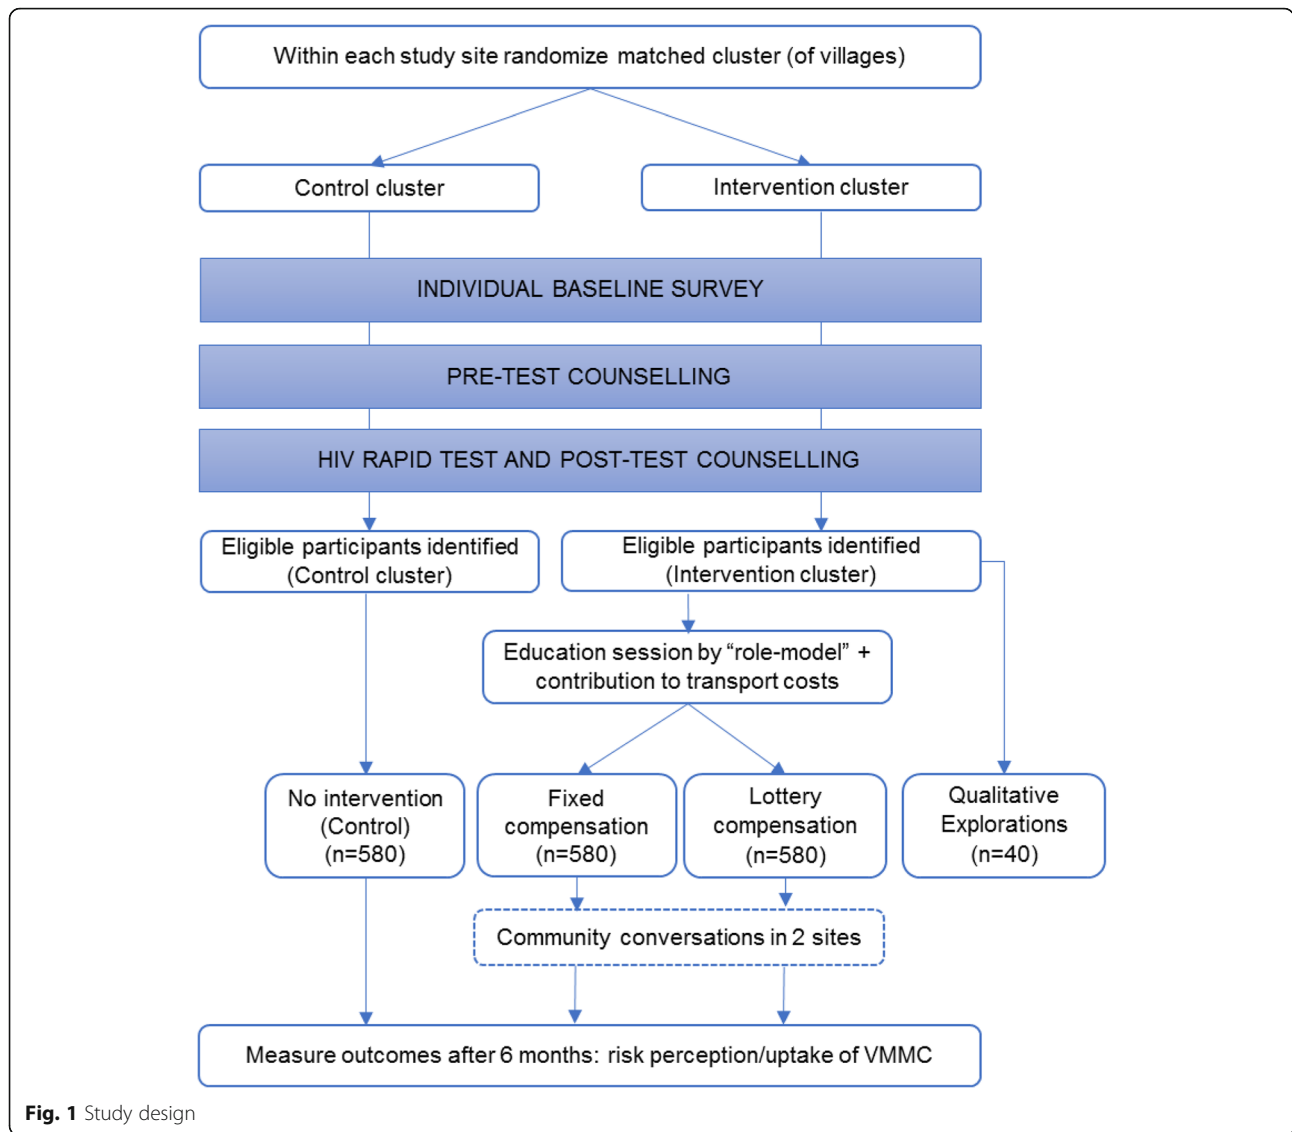 Within each study site randomize matched cluster (of villages)
Control cluster
Intervention cluster
INDIVIDUAL BASELINE SURVEY
PRE-TEST COUNSELLING
HIV RAPID TEST AND POST-TEST COUNSELLING
Eligible participants identified
(Control cluster)
Eligible participants identified
(Intervention cluster)
Education session by “role-model” +
contribution to transport costs
No intervention
(Control)
(n=580)
Fixed
compensation
(n=580)
Lottery
compensation
(n=580)
Qualitative
Explorations
(n=40)
Community conversations in 2 sites
Measure outcomes after 6 months: risk perception/uptake of VMMC
Fig. 1 Study design